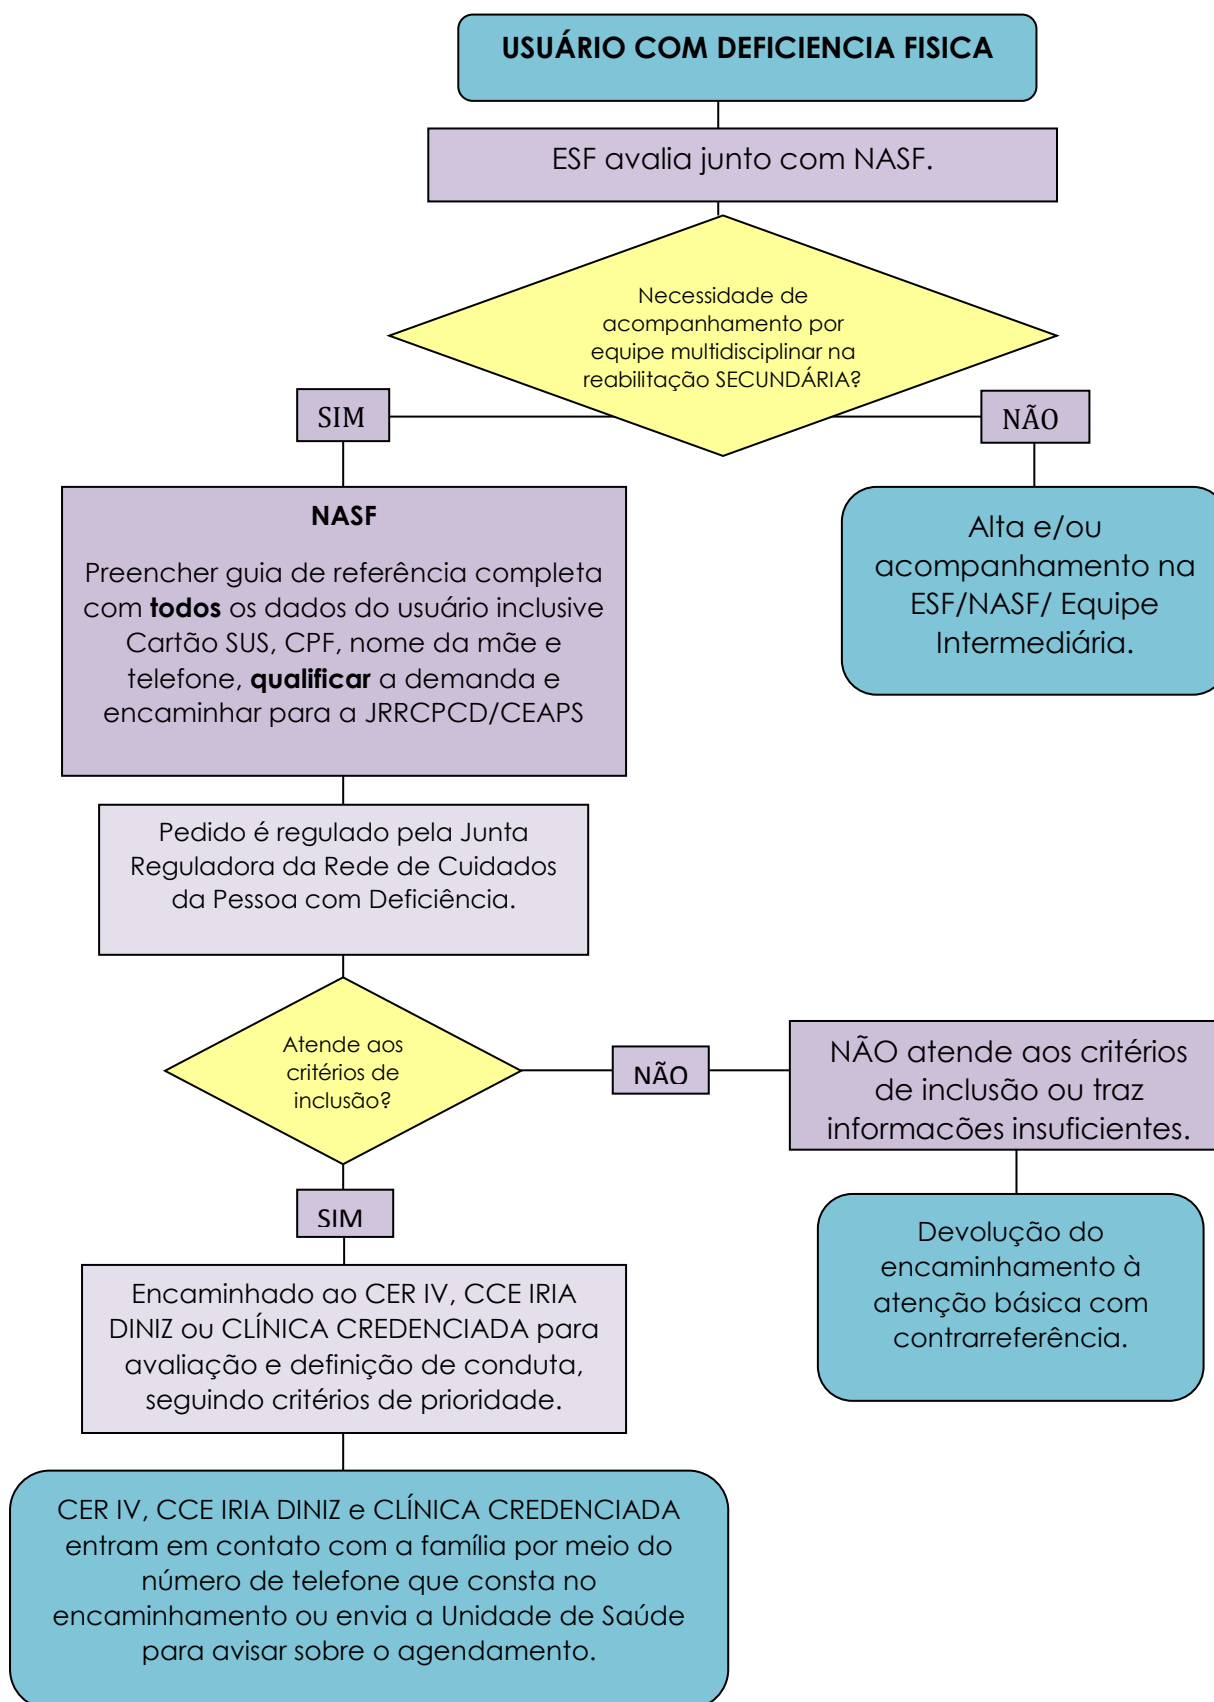 USUÁRIO COM DEFICIENCIA FISICA
ESF avalia junto com NASF.
Necessidade de
acompanhamento por
equipe multidisciplinar na
reabilitação SECUNDÁRIA?
SIM
NÃO
NASF
Preencher guia de referência completa
com todos os dados do usuário inclusive
Cartão SUS, CPF, nome da mãe e
telefone, qualificar a demanda e
encaminhar para a JRRCPCD/CEAPS
Alta e/ou
acompanhamento na
ESF/NASF/ Equipe
Intermediária.
Pedido é regulado pela Junta
Reguladora da Rede de Cuidados
da Pessoa com Deficiência.
Atende aos
critérios de
inclusão?
NÃO
NÃO atende aos critérios
de inclusão ou traz
informacões insuficientes.
SIM
Devolução do
encaminhamento à
atenção básica com
contrarreferência.
Encaminhado ao CER IV, CCE IRIA
DINIZ ou CLÍNICA CREDENCIADA para
avaliação e definição de conduta,
seguindo critérios de prioridade.
CER IV, CCE IRIA DINIZ e CLÍNICA CREDENCIADA
entram em contato com a família por meio do
número de telefone que consta no
encaminhamento ou envia a Unidade de Saúde
para avisar sobre o agendamento.